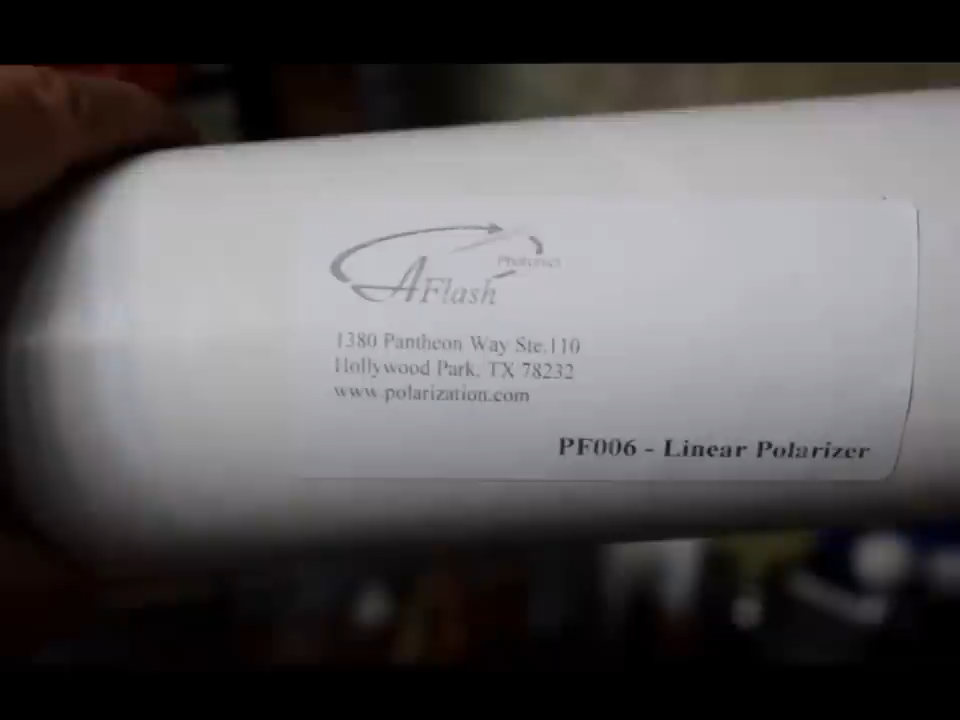 Photonics
AFlash
1380 Pantheon Way Ste.110
Hollywood Park, TX 78232
www.polarization.com
PF006 - Linear Polarizer